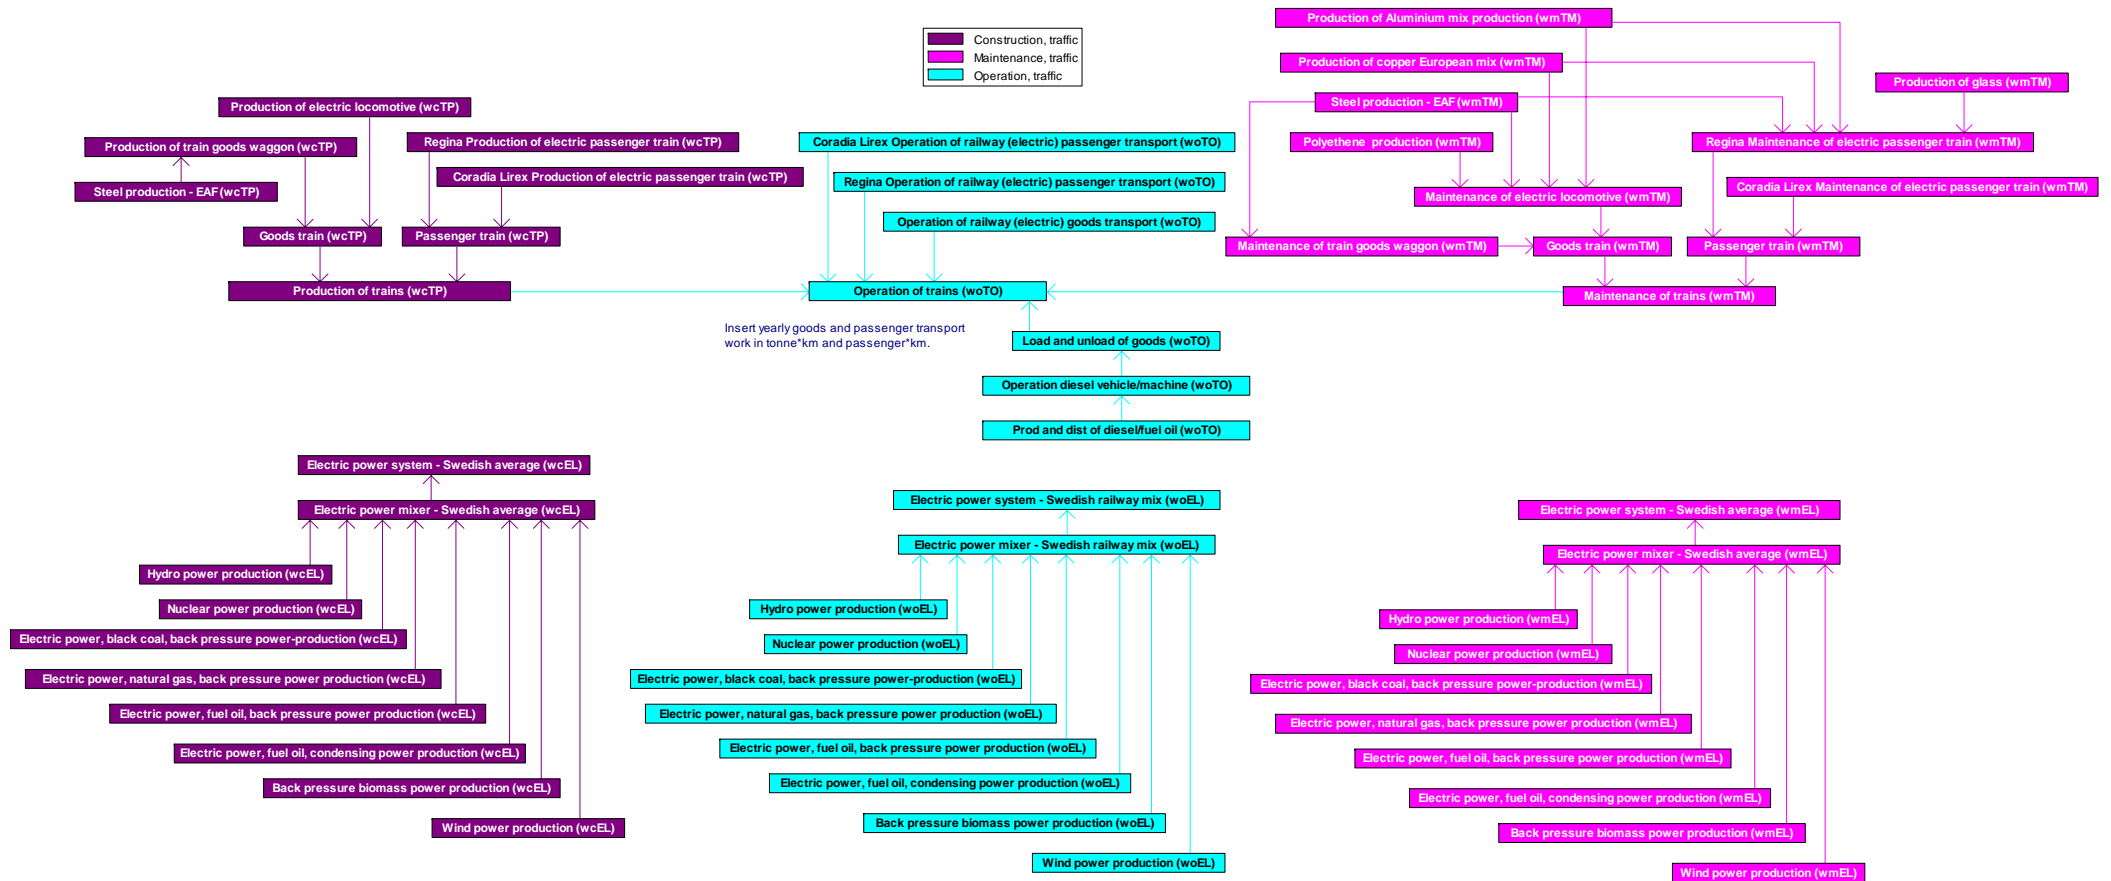 Construction, traffic
Maintenance, traffic
Operation, traffic
Production of electric locomotive (wcTP)
Production of train goods waggon (wcTP)
Regina Production of electric passenger train (wcTP)
Coradia Lirex Production of electric passenger train (wcTP)
Steel production - EAF (wcTP)
Goods train (wcTP)
Passenger train (wcTP)
Production of trains (wcTP)
Coradia Lirex Operation of railway (electric) passenger transport (woTO)
Regina Operation of railway (electric) passenger transport (woTO)
Operation of railway (electric) goods transport (woTO)
Operation of trains (woTO)
Insert yearly goods and passenger transport
work in tonne*km and passenger*km.
Load and unload of goods (woTO)
Operation diesel vehicle/machine (woTO)
Prod and dist of diesel/fuel oil (woTO)
Production of Aluminium mix production (wmTM)
Production of copper European mix (wmTM)
Production of glass (wmTM)
Steel production - EAF (wmTM)
Polyethene production (wmTM)
Regina Maintenance of electric passenger train (wmTM)
Coradia Lirex Maintenance of electric passenger train (wmTM)
Maintenance of electric locomotive (wmTM)
Maintenance of train goods waggon (wmTM)
Goods train (wmTM)
Passenger train (wmTM)
Maintenance of trains (wmTM)
Electric power system - Swedish average (wcEL)
Electric power mixer - Swedish average (wcEL)
Hydro power production (wcEL)
Nuclear power production (wcEL)
Electric power, black coal, back pressure power-production (wcEL)
Electric power, natural gas, back pressure power production (wcEL)
Electric power, fuel oil, back pressure power production (wcEL)
Electric power, fuel oil, condensing power production (wcEL)
Back pressure biomass power production (wcEL)
Wind power production (wcEL)
Electric power system - Swedish railway mix (woEL)
Electric power mixer - Swedish railway mix (woEL)
Hydro power production (woEL)
Nuclear power production (woEL)
Electric power, black coal, back pressure power-production (woEL)
Electric power, natural gas, back pressure power production (woEL)
Electric power, fuel oil, back pressure power production (woEL)
Electric power, fuel oil, condensing power production (woEL)
Back pressure biomass power production (woEL)
Wind power production (woEL)
Electric power system - Swedish average (wmEL)
Electric power mixer - Swedish average (wmEL)
Hydro power production (wmEL)
Nuclear power production (wmEL)
Electric power, black coal, back pressure power-production (wmEL)
Electric power, natural gas, back pressure power production (wmEL)
Electric power, fuel oil, back pressure power production (wmEL)
Electric power, fuel oil, condensing power production (wmEL)
Back pressure biomass power production (wmEL)
Wind power production (wmEL)